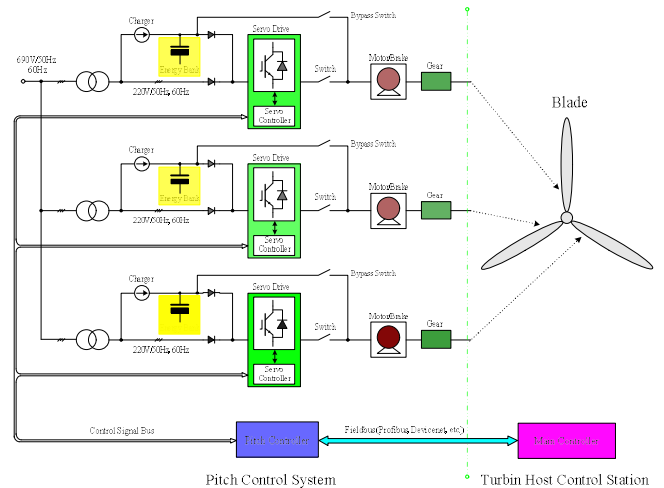 Charger
Bypass Switch
Servo Drive
690V/50Hz
60Hz
Energy Bank
Motor/Brake
Gear
Switch
220V/50Hz, 60Hz
Servo
Controller
Blade
Charger
Bypass Switch
Servo Drive
Energy Bank
Motor/Brake
Gear
Switch
220V/50Hz, 60Hz
Servo
Controller
Charger
Bypass Switch
Servo Drive
Motor/Brake
Gear
Switch
220V/50Hz, 60Hz
Servo
Controller
Control Signal Bus
Fieldbus(Profibus, Devicenet, etc.)
Controller
Controller
Pitch Control System
Turbin Host Control Station